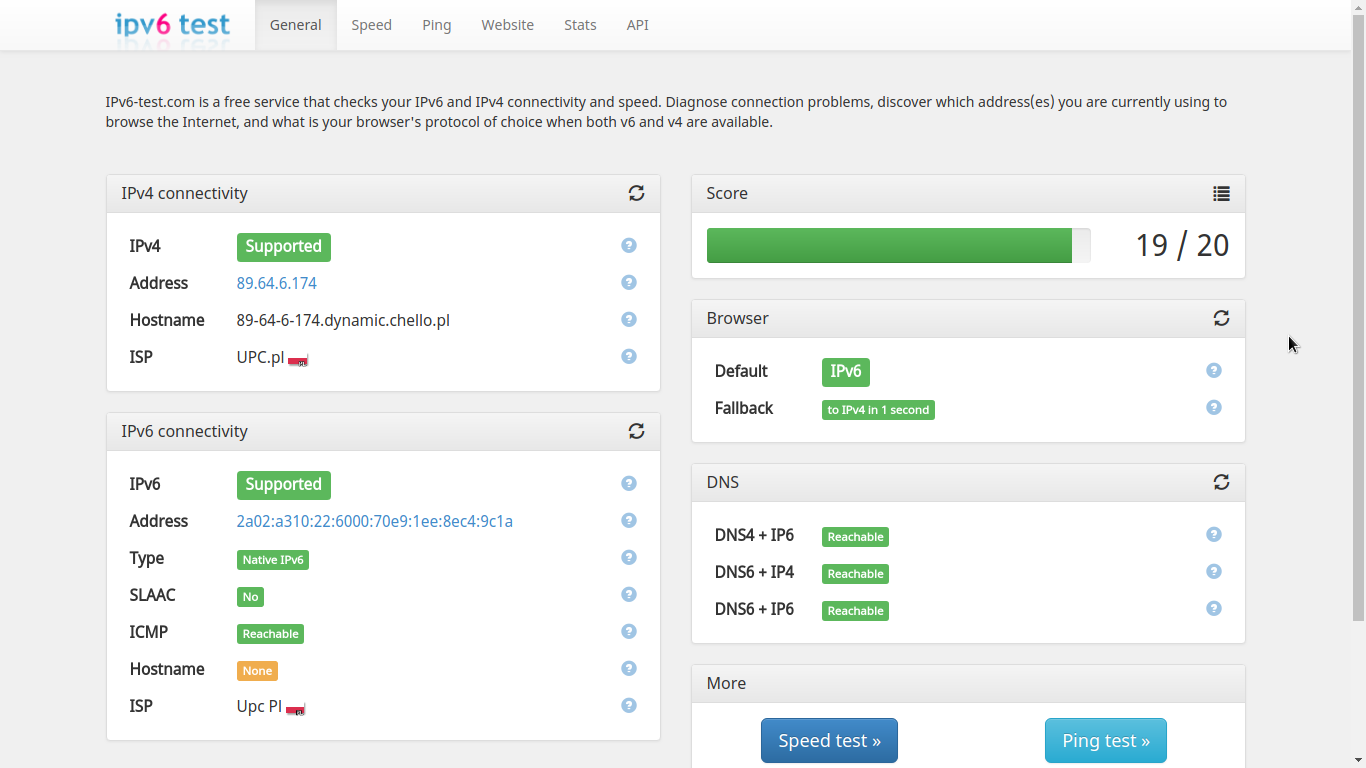 ipv6 test
General
Speed
Ping
Website
Stats
API
IPv6-test.com is a free service that checks your IPv6 and IPv4 connectivity and speed. Diagnose connection problems, discover which address(es) you are currently using to
browse the Internet, and what is your browser's protocol of choice when both v6 and v4 are available.
IPv4 connectivity
IPv4 Supported ?
Address 89.64.6.174 ?
Hostname 89-64-6-174.dynamic.chello.pl ?
ISP UPC.pl ?
IPv6 connectivity
IPv6 Supported ?
Address 2a02:a310:22:6000:70e9:1ee:8ec4:9c1a ?
Type Native IPv6 ?
SLAAC No ?
ICMP Reachable ?
Hostname None ?
ISP Upc Pl ?
Score
19 / 20
Browser
Default IPv6 ?
Fallback to IPv4 in 1 second ?
DNS
DNS4 + IP6 Reachable ?
DNS6 + IP4 Reachable ?
DNS6 + IP6 Reachable ?
More
Speed test »
Ping test »